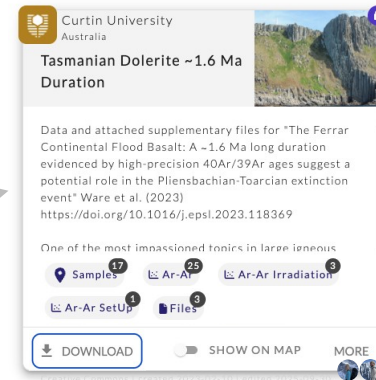 Curtin University
Australia
Tasmanian Dolerite ~1.6 Ma
Duration
Data and attached supplementary files for "The Ferrar
Continental Flood Basalt: A ~1.6 Ma long duration
evidenced by high-precision 40Ar/39Ar ages suggest a
potential role in the Pliensbachian-Toarcian extinction
event" Ware et al. (2023)
https://doi.org/10.1016/j.epsl.2023.118369
One of the most impassioned topics in large igneous
Samples 17 Ar-Ar 25 Ar-Ar Irradiation 3
Ar-Ar SetUp 1 Files 3
DOWNLOAD SHOW ON MAP MORE